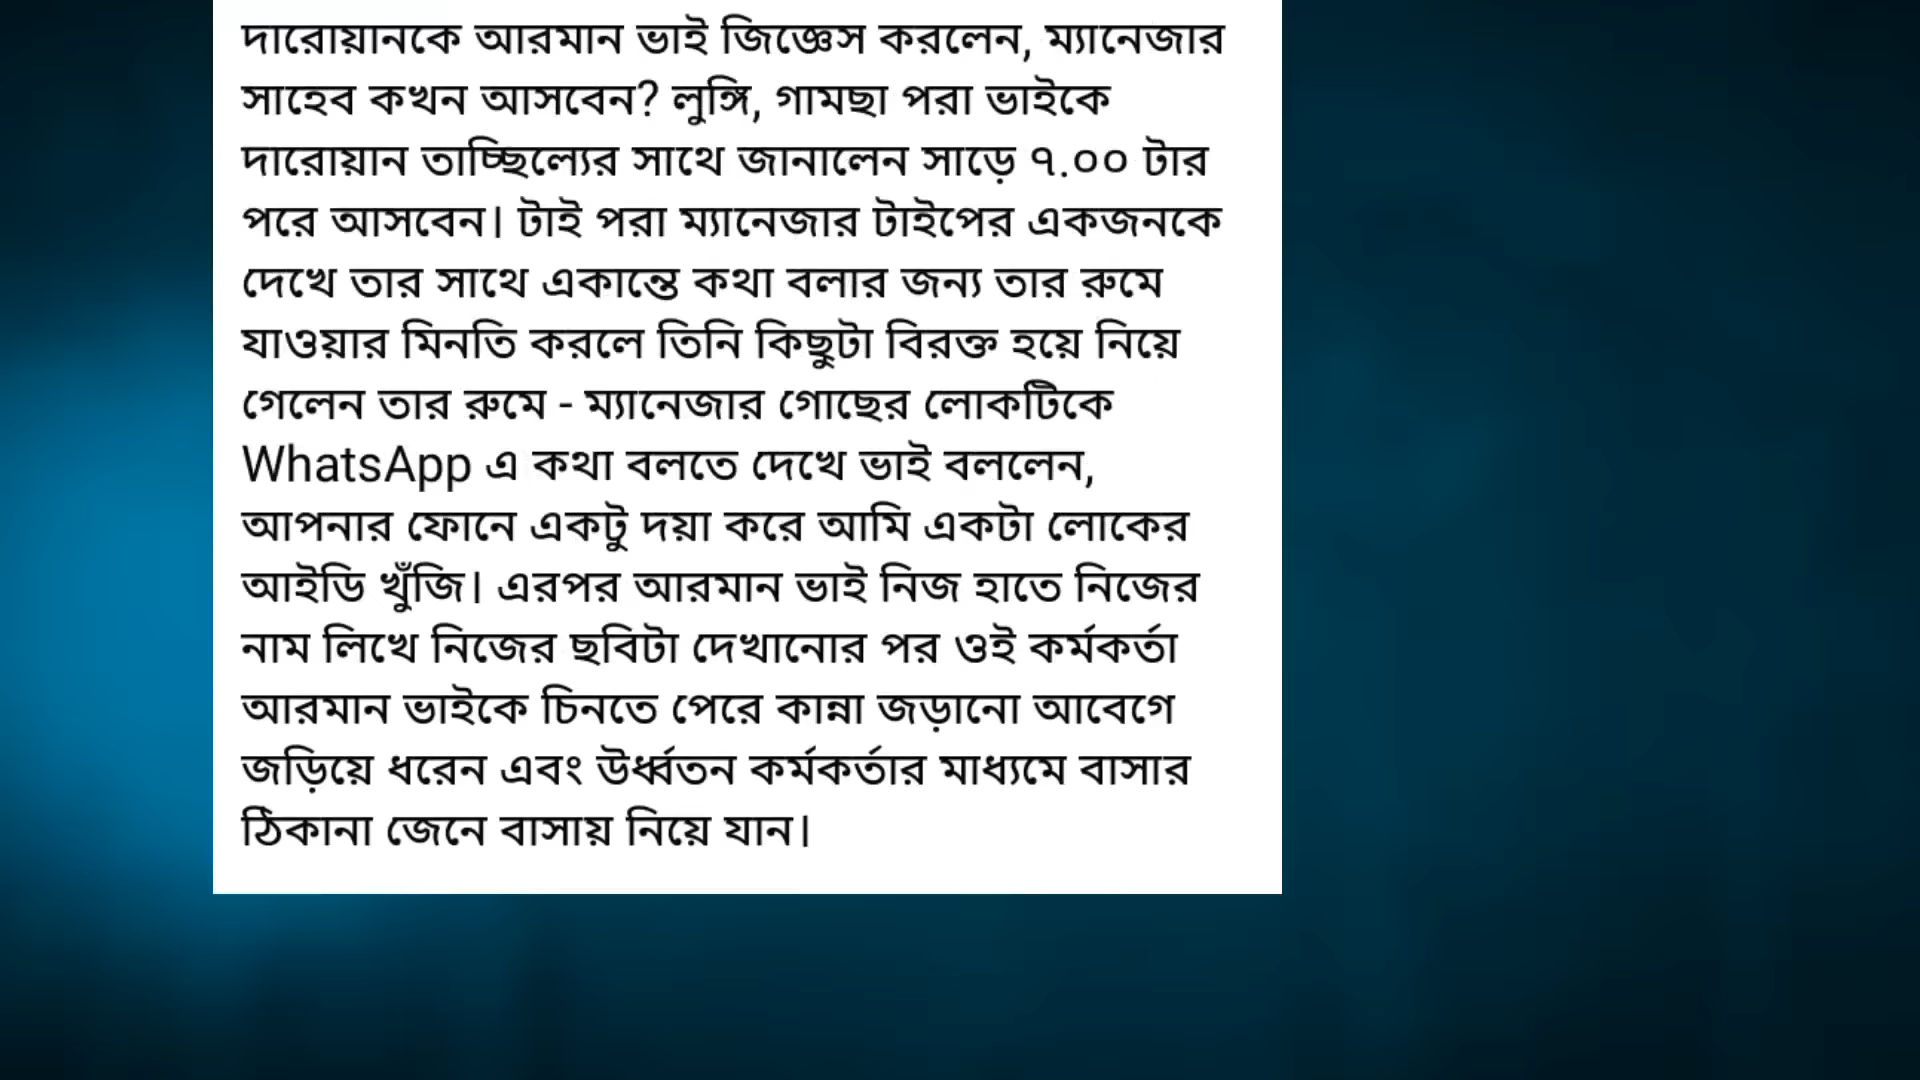 দারোয়ানকে আরমান ভাই জিজ্ঞেস করলেন, ম্যানেজার
সাহেব কখন আসবেন? লুঙ্গি, গামছা পরা ভাইকে
দারোয়ান তাচ্ছিল্যের সাথে জানালেন সাড়ে ৭.০০ টার
পরে আসবেন। টাই পরা ম্যানেজার টাইপের একজনকে
দেখে তার সাথে একান্তে কথা বলার জন্য তার রুমে
যাওয়ার মিনতি করলে তিনি কিছুটা বিরক্ত হয়ে নিয়ে
গেলেন তার রুমে - ম্যানেজার গোছের লোকটিকে
WhatsApp এ কথা বলতে দেখে ভাই বললেন,
আপনার ফোনে একটু দয়া করে আমি একটা লোকের
আইডি খুঁজি। এরপর আরমান ভাই নিজ হাতে নিজের
নাম লিখে নিজের ছবিটা দেখানোর পর ওই কর্মকর্তা
আরমান ভাইকে চিনতে পেরে কান্না জড়ানো আবেগে
জড়িয়ে ধরেন এবং উর্ধ্বতন কর্মকর্তার মাধ্যমে বাসার
ঠিকানা জেনে বাসায় নিয়ে যান।